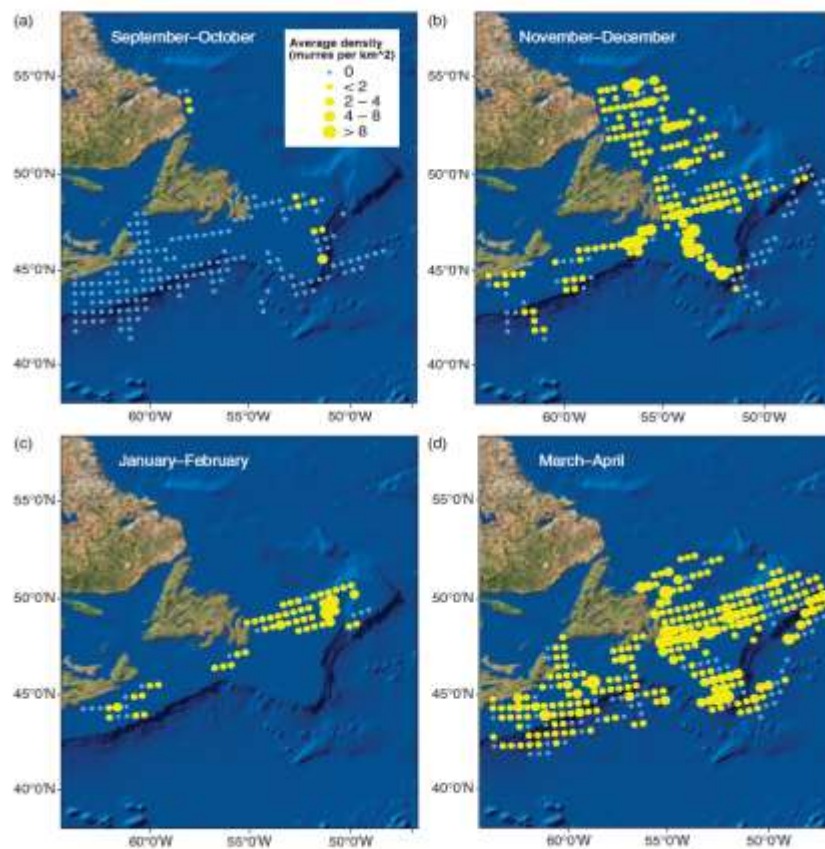 (a)
September–October
Average density
(murres per km^2)
0
< 2
2 – 4
4 – 8
> 8
55°0'N
50°0'N
45°0'N
40°0'N
60°0'W
55°0'W
50°0'W
(b)
November–December
55°0'N
50°0'N
45°0'N
40°0'N
60°0'W
55°0'W
50°0'W
(c)
January–February
55°0'N
50°0'N
45°0'N
40°0'N
60°0'W
55°0'W
50°0'W
(d)
March–April
55°0'N
50°0'N
45°0'N
40°0'N
60°0'W
55°0'W
50°0'W